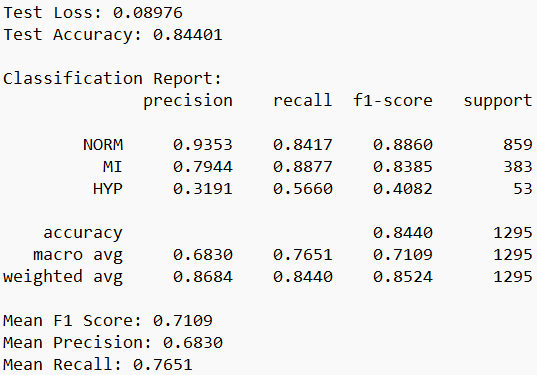 Test Loss: 0.08976
Test Accuracy: 0.84401
Classification Report:
precision recall f1-score support
NORM 0.9353 0.8417 0.8860 859
MI 0.7944 0.8877 0.8385 383
HYP 0.3191 0.5660 0.4082 53
accuracy 0.8440 1295
macro avg 0.6830 0.7651 0.7109 1295
weighted avg 0.8684 0.8440 0.8524 1295
Mean F1 Score: 0.7109
Mean Precision: 0.6830
Mean Recall: 0.7651